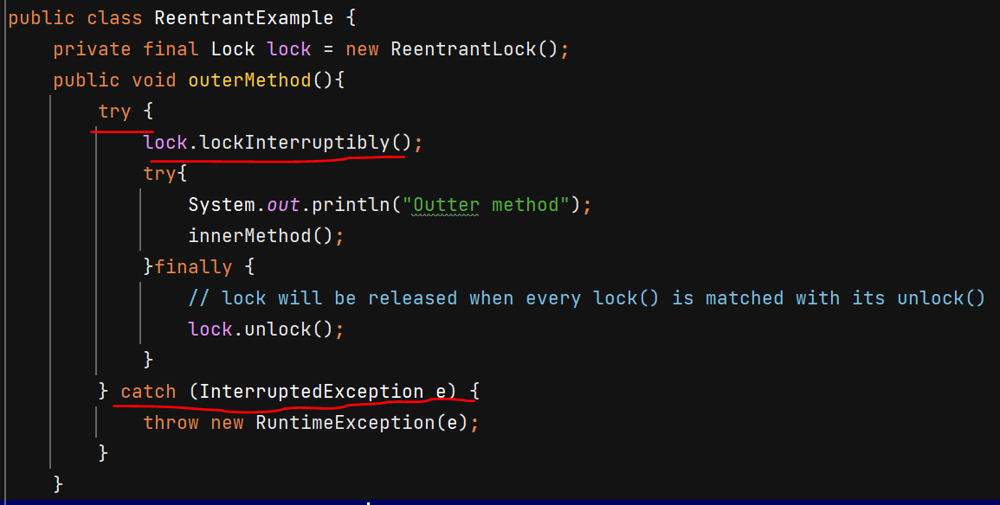 public class ReentrantExample {
    private final Lock lock = new ReentrantLock();
    public void outerMethod(){
        try {
            lock.lockInterruptibly();
            try{
                System.out.println("Outter method");
                innerMethod();
            }finally {
                // lock will be released when every lock() is matched with its unlock()
                lock.unlock();
            }
        } catch (InterruptedException e) {
            throw new RuntimeException(e);
        }
    }